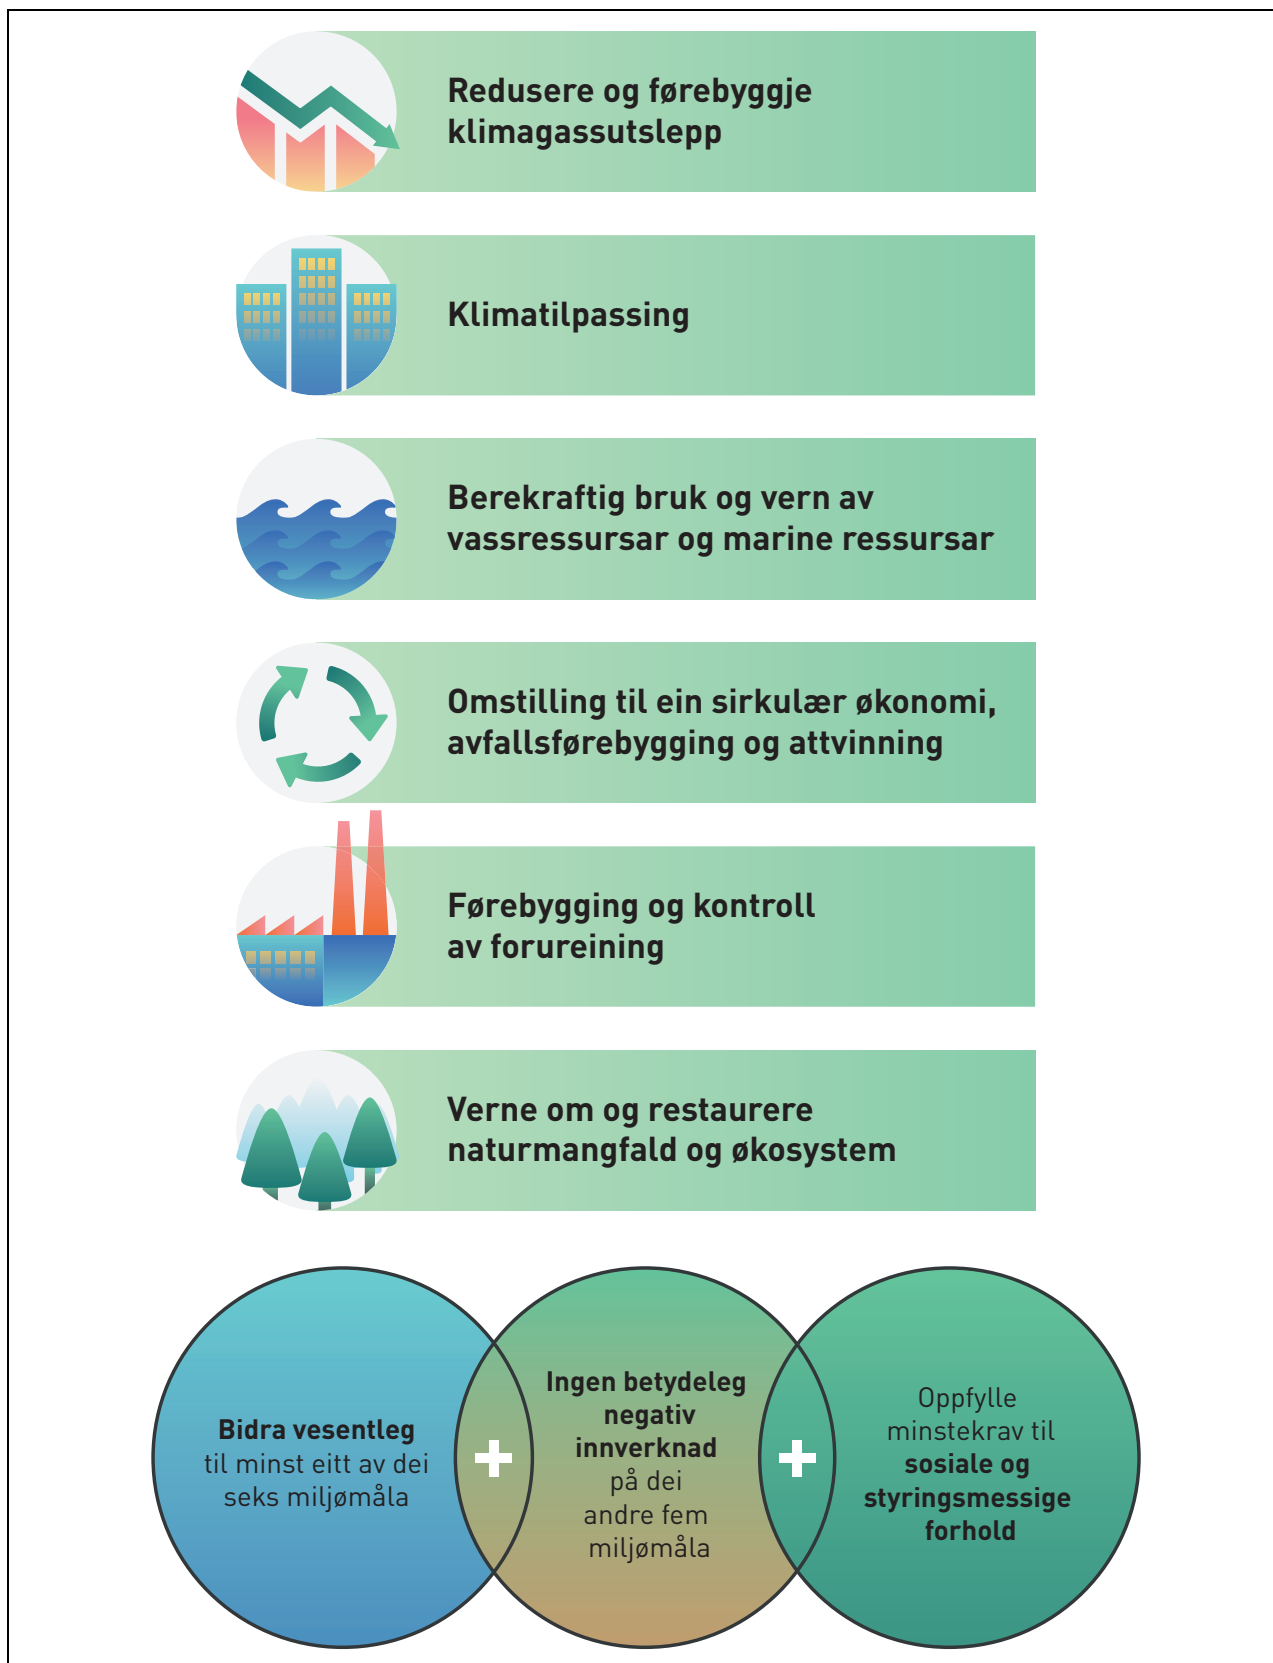 Redusere og førebyggje
klimagassutslepp
Klimatilpassing
Berekraftig bruk og vern av
vassressursar og marine ressursar
Omstilling til ein sirkulær økonomi,
avfallsførebygging og attvinning
Førebygging og kontroll
av forureining
Verne om og restaurere
naturmangfald og økosystem
Bidra vesentleg
til minst eitt av dei
seks miljømåla
Ingen betydeleg
negativ
innverknad
på dei
andre fem
miljømåla
Oppfylle
minstekrav til
sosiale og
styringsmessige
forhold